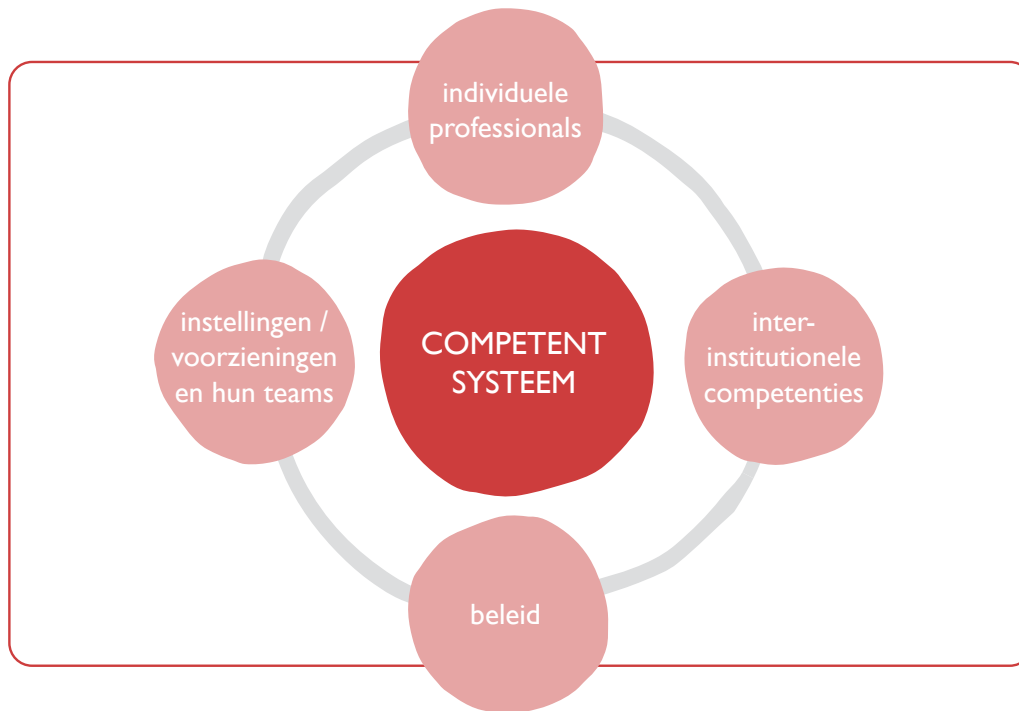 individuele
professionals
instellingen /
voorzieningen
en hun teams
COMPETENT
SYSTEEM
inter-
institutionele
competenties
beleid